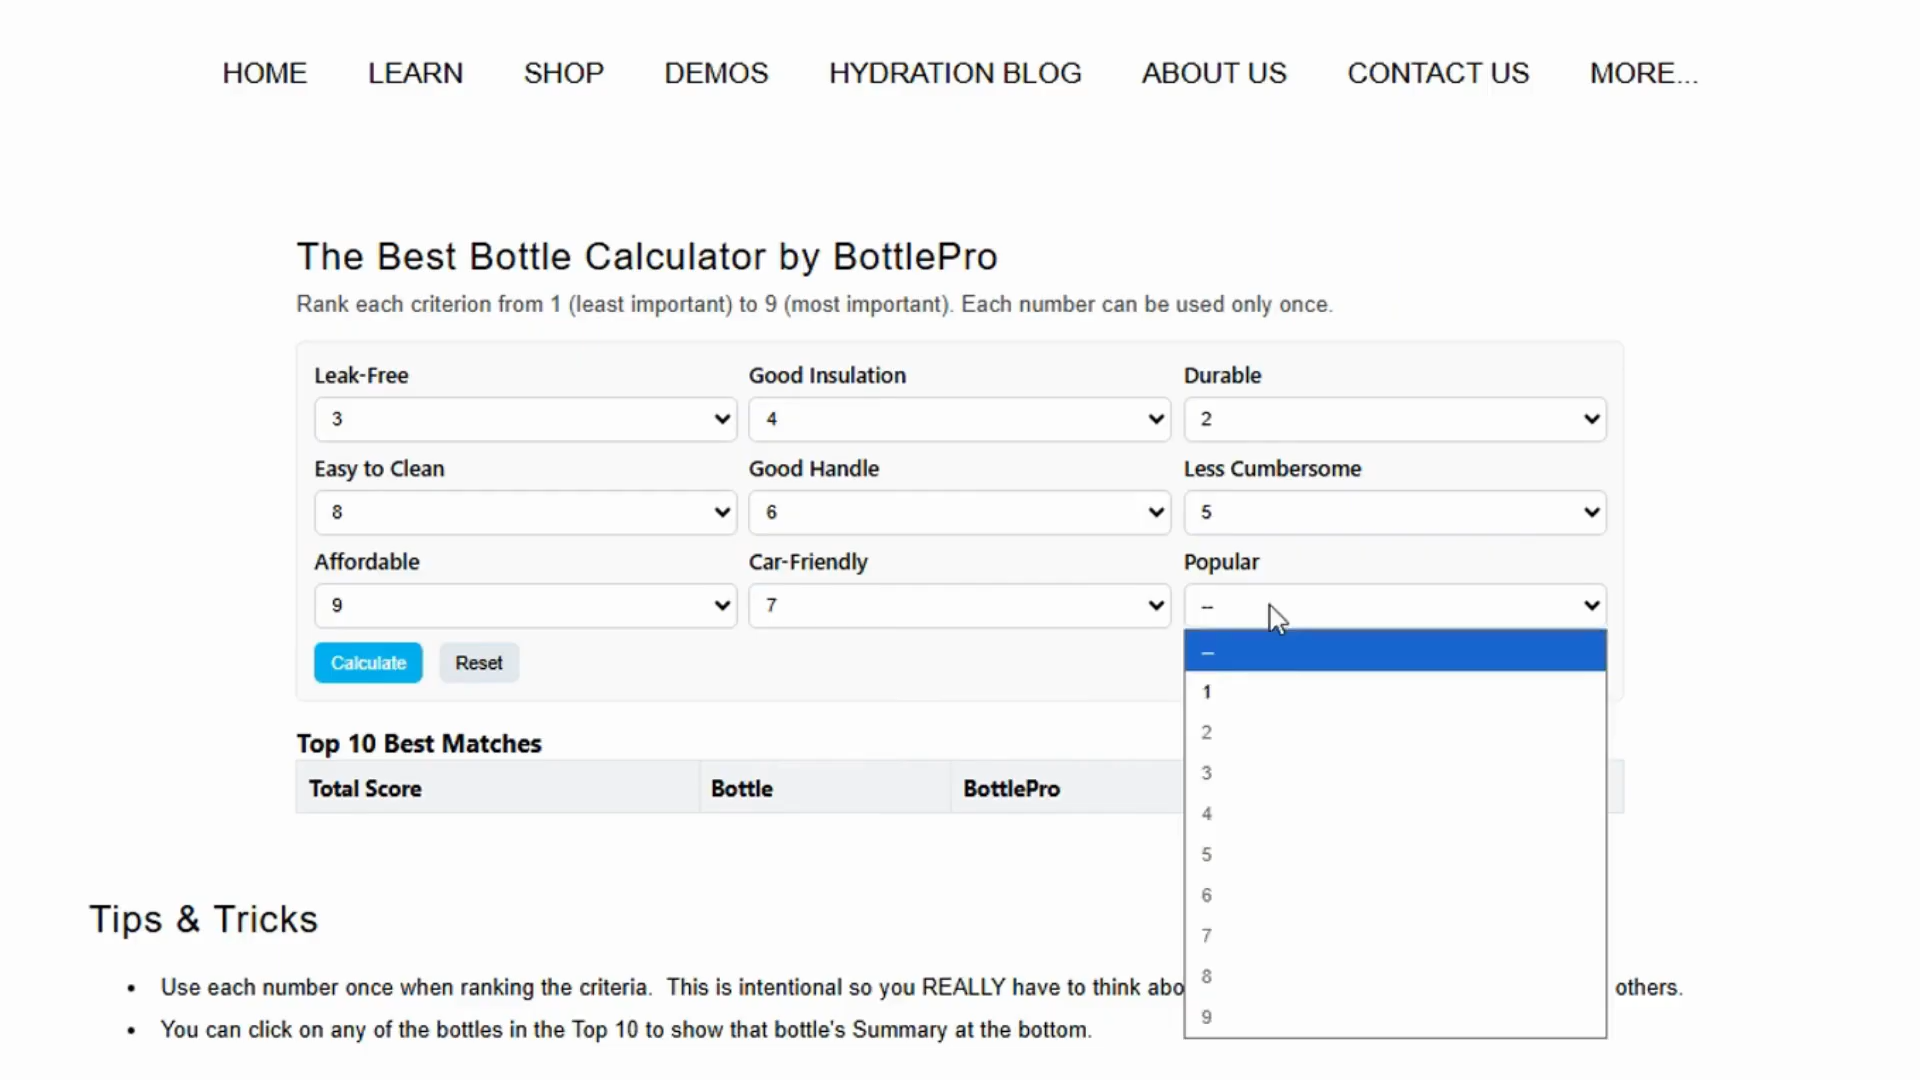 HOME LEARN SHOP DEMOS HYDRATION BLOG ABOUT US CONTACT US MORE...
The Best Bottle Calculator by BottlePro
Rank each criterion from 1 (least important) to 9 (most important). Each number can be used only once.
Leak-Free Good Insulation Durable
3 4 2
Easy to Clean Good Handle Less Cumbersome
8 6 5
Affordable Car-Friendly Popular
9 7 --
Calculate Reset
--
1
2
3
4
5
6
7
8
9
Top 10 Best Matches
Total Score Bottle BottlePro
Tips & Tricks
• Use each number once when ranking the criteria. This is intentional so you REALLY have to think others.
• You can click on any of the bottles in the Top 10 to show that bottle's Summary at the bottom.